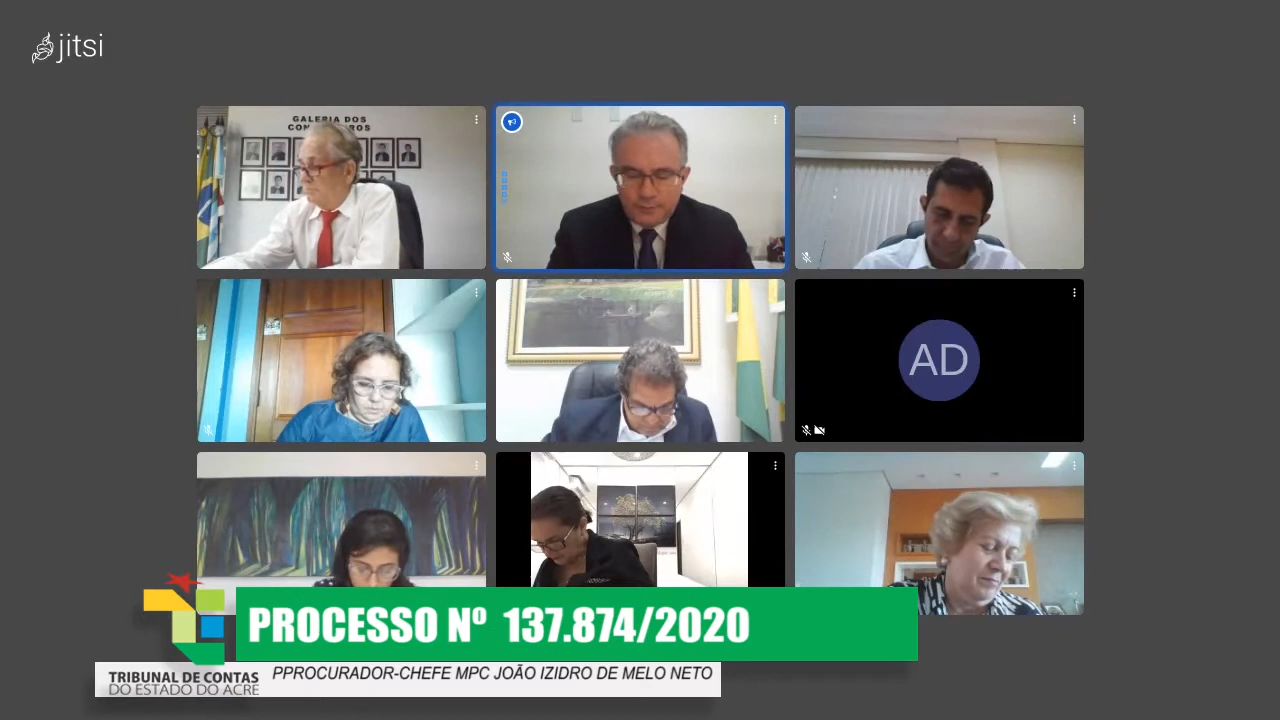 jitsi
GALERIA DOS
AD
PROCESSO Nº 137.874/2020
PPROCURADOR-CHEFE MPC JOÃO IZIDRO DE MELO NETO
TRIBUNAL DE CONTAS
DO ESTADO DO ACRE